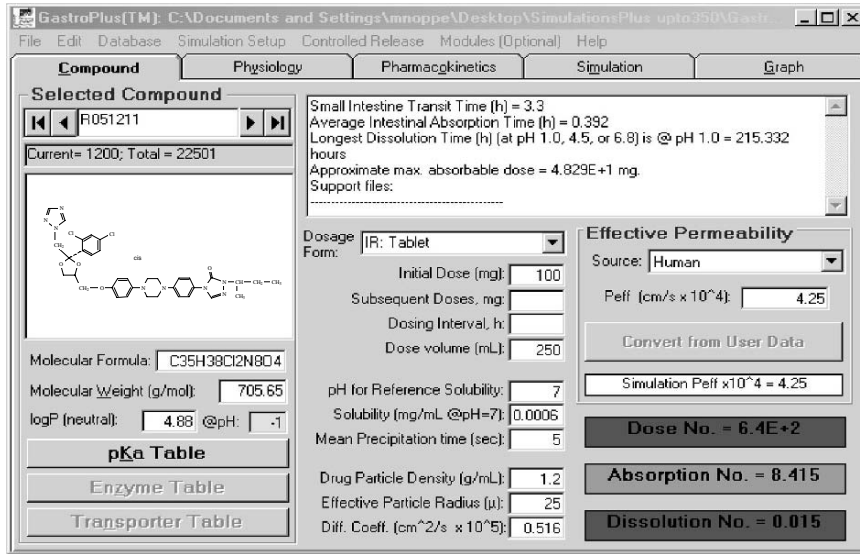 GastroPlus(TM): C:\Documents and Settings\mnoppe\Desktop\SimulationsPlus upto350\Gastr...
File Edit Database Simulation Setup Controlled Release Modules (Optional) Help
Compound Physiology Pharmacokinetics Simulation Graph
Selected Compound
R051211
Current= 1200; Total = 22501
Small Intestine Transit Time (h) = 3.3
Average Intestinal Absorption Time (h) = 0.392
Longest Dissolution Time (h) (at pH 1.0, 4.5, or 6.8) is @ pH 1.0 = 215.332
hours
Approximate max. absorbable dose = 4.829E+1 mg.
Support files:
Molecular Formula: C35H38Cl2N8O4
Molecular Weight (g/mol): 705.65
logP (neutral): 4.88 @pH: -1
pKa Table
Enzyme Table
Transporter Table
Dosage Form: IR: Tablet
Initial Dose (mg): 100
Subsequent Doses, mg:
Dosing Interval, h:
Dose volume (mL): 250
pH for Reference Solubility: 7
Solubility (mg/mL @pH=7): 0.0006
Mean Precipitation time (sec): 5
Drug Particle Density (g/mL): 1.2
Effective Particle Radius (µ): 25
Diff. Coeff. (cm^2/s x 10^5): 0.516
Effective Permeability
Source: Human
Peff (cm/s x 10^4): 4.25
Convert from User Data
Simulation Peff x10^4 = 4.25
Dose No. = 6.4E+2
Absorption No. = 8.415
Dissolution No. = 0.015